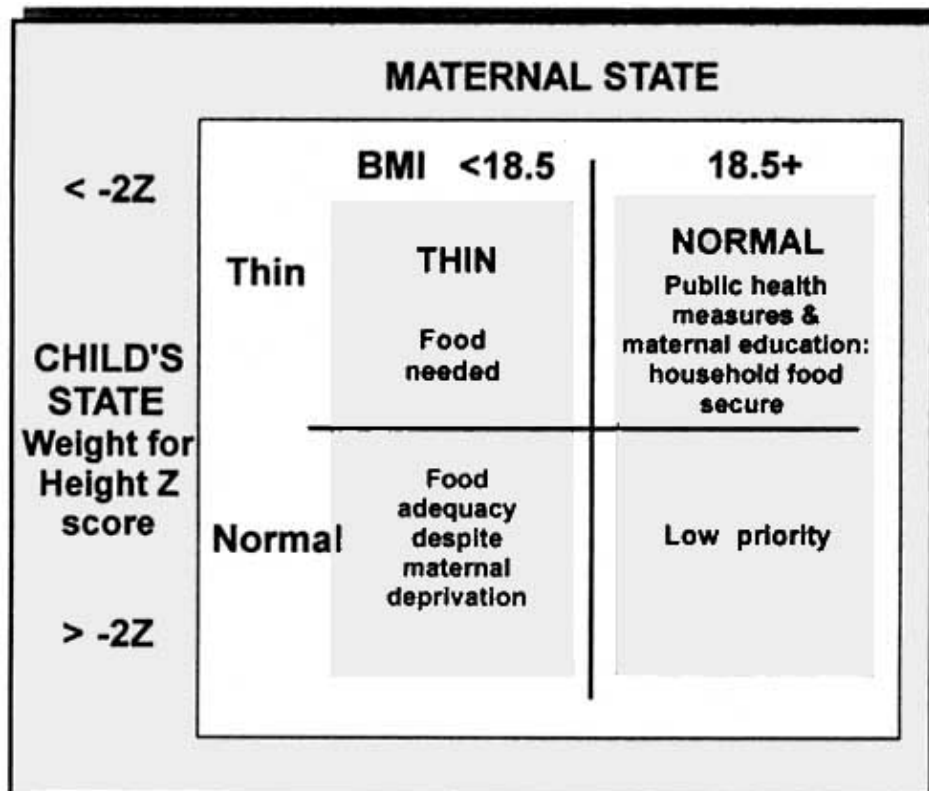 MATERNAL STATE
BMI <18.5
18.5+
< -2Z
Thin
THIN
Food
needed
NORMAL
Public health
measures &
maternal education:
household food
secure
CHILD'S
STATE
Weight for
Height Z
score
Normal
Food
adequacy
despite
maternal
deprivation
Low priority
> -2Z